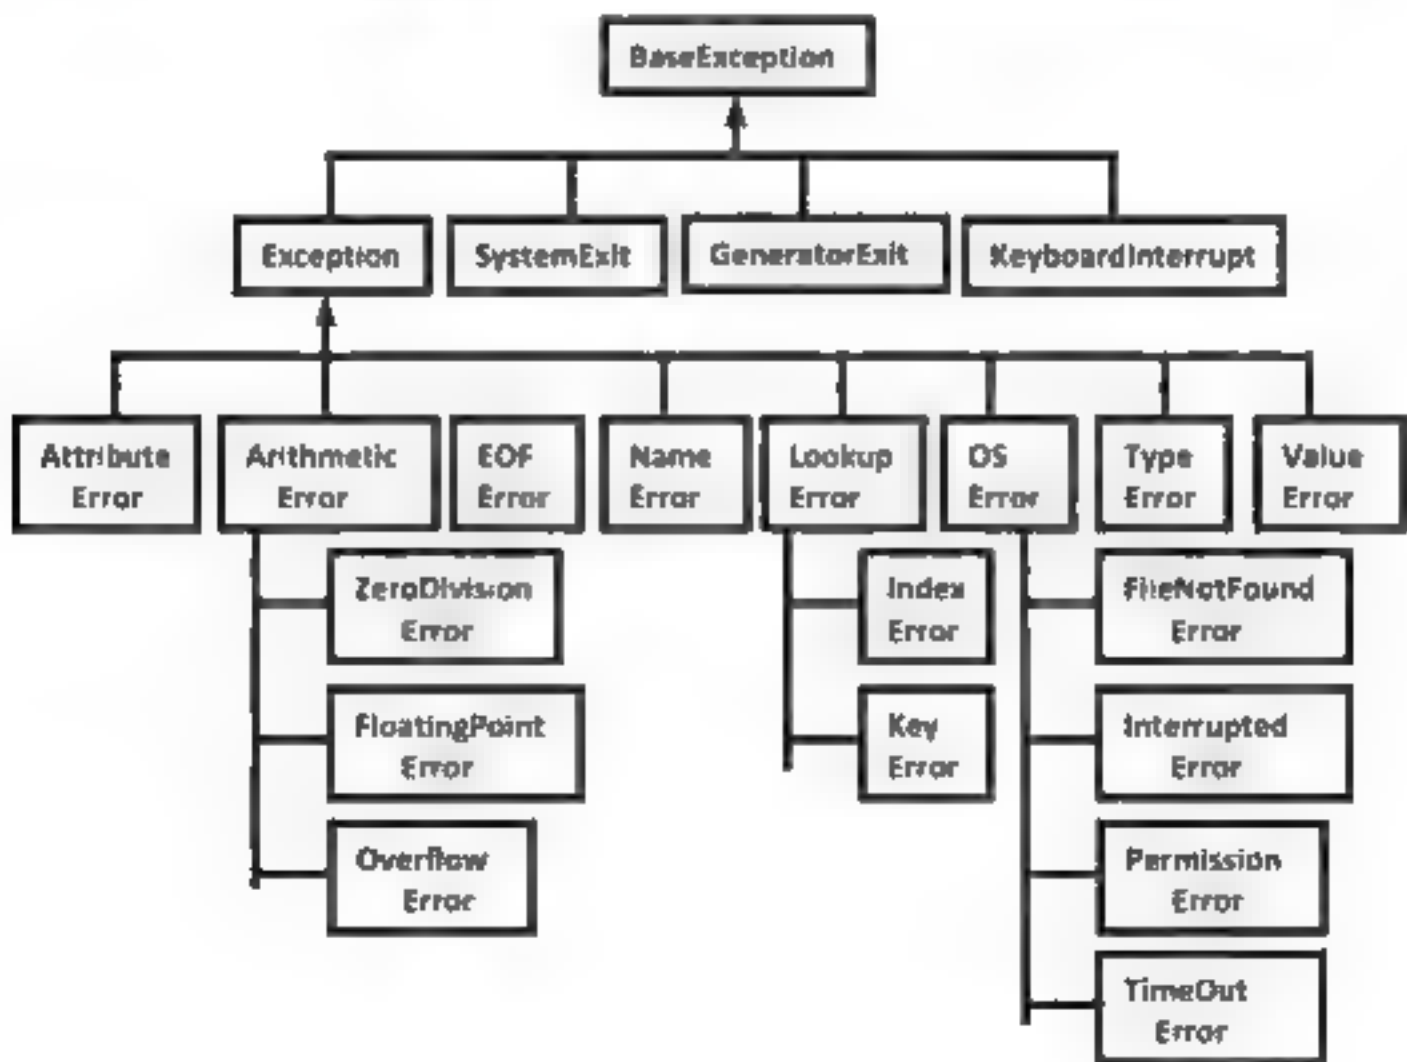 BaseException
Exception
SystemExit
GeneratorExit
KeyboardInterrupt
Attribute
Error
Arithmetic
Error
EOF
Error
Name
Error
Lookup
Error
OS
Error
Type
Error
Value
Error
ZeroDivision
Error
FloatingPoint
Error
Overflow
Error
Index
Error
Key
Error
FileNotFound
Error
Interrupted
Error
Permission
Error
TimeOut
Error